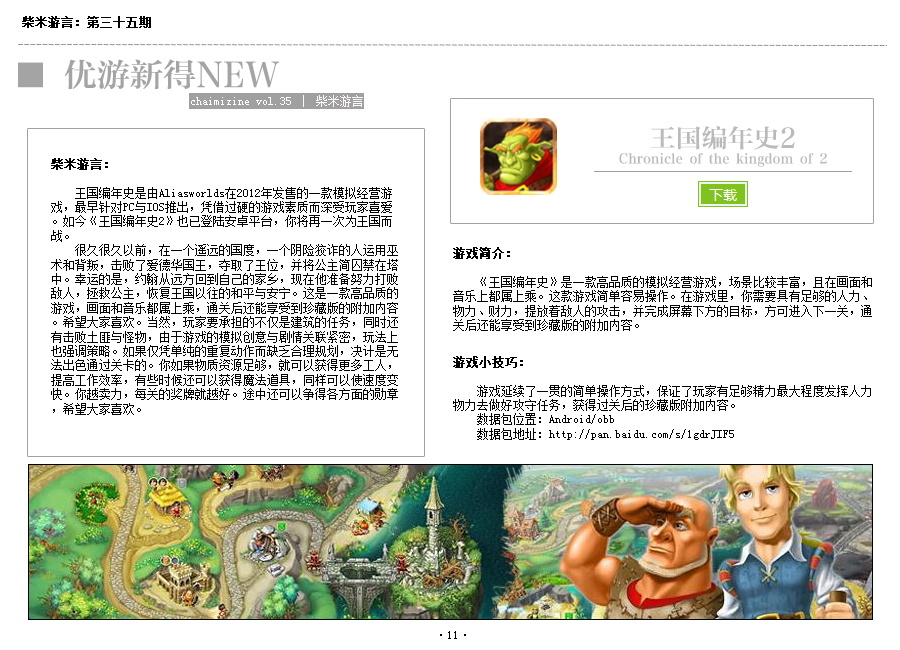 柴米游言：第三十五期
优游新得NEW
chaimizine vol.35 | 柴米游言
柴米游言：
王国编年史是由Aliasworlds在2012年发售的一款模拟经营游
戏，最早针对PC与IOS推出，凭借过硬的游戏素质而深受玩家喜爱
。如今《王国编年史2》也已登陆安卓平台，你将再一次为王国而
战。
很久很久以前，在一个遥远的国度，一个阴险狡诈的人运用巫
术和背叛，击败了爱德华国王，夺取了王位，并将公主简囚禁在塔
中。幸运的是，约翰从远方回到自己的家乡，现在他准备努力打败
敌人，拯救公主，恢复王国以往的和平与安宁。这是一款高品质的
游戏，画面和音乐都属上乘，通关后还能享受到珍藏版的附加内容
。希望大家喜欢。当然，玩家要承担的不仅是建筑的任务，同时还
有击败土匪与怪物，由于游戏的模拟创意与剧情关联紧密，玩法上
也强调策略。如果仅凭单纯的重复动作而缺乏合理规划，决计是无
法出色通过关卡的。你如果物质资源足够，就可以获得更多工人，
提高工作效率，有些时候还可以获得魔法道具，同样可以使速度变
快。你越卖力，每关的奖牌就越好。途中还可以争得各方面的勋章
，希望大家喜欢。
王国编年史2
Chronicle of the kingdom of 2
下载
游戏简介：
《王国编年史》是一款高品质的模拟经营游戏，场景比较丰富，且在画面和
音乐上都属上乘。这款游戏简单容易操作。在游戏里，你需要具有足够的人力、
物力、财力，提放着敌人的攻击，并完成屏幕下方的目标，方可进入下一关，通
关后还能享受到珍藏版的附加内容。
游戏小技巧：
游戏延续了一贯的简单操作方式，保证了玩家有足够精力最大程度发挥人力
物力去做好攻守任务，获得过关后的珍藏版附加内容。
数据包位置：Android/obb
数据包地址：http://pan.baidu.com/s/1gdrJIF5
· 11 ·